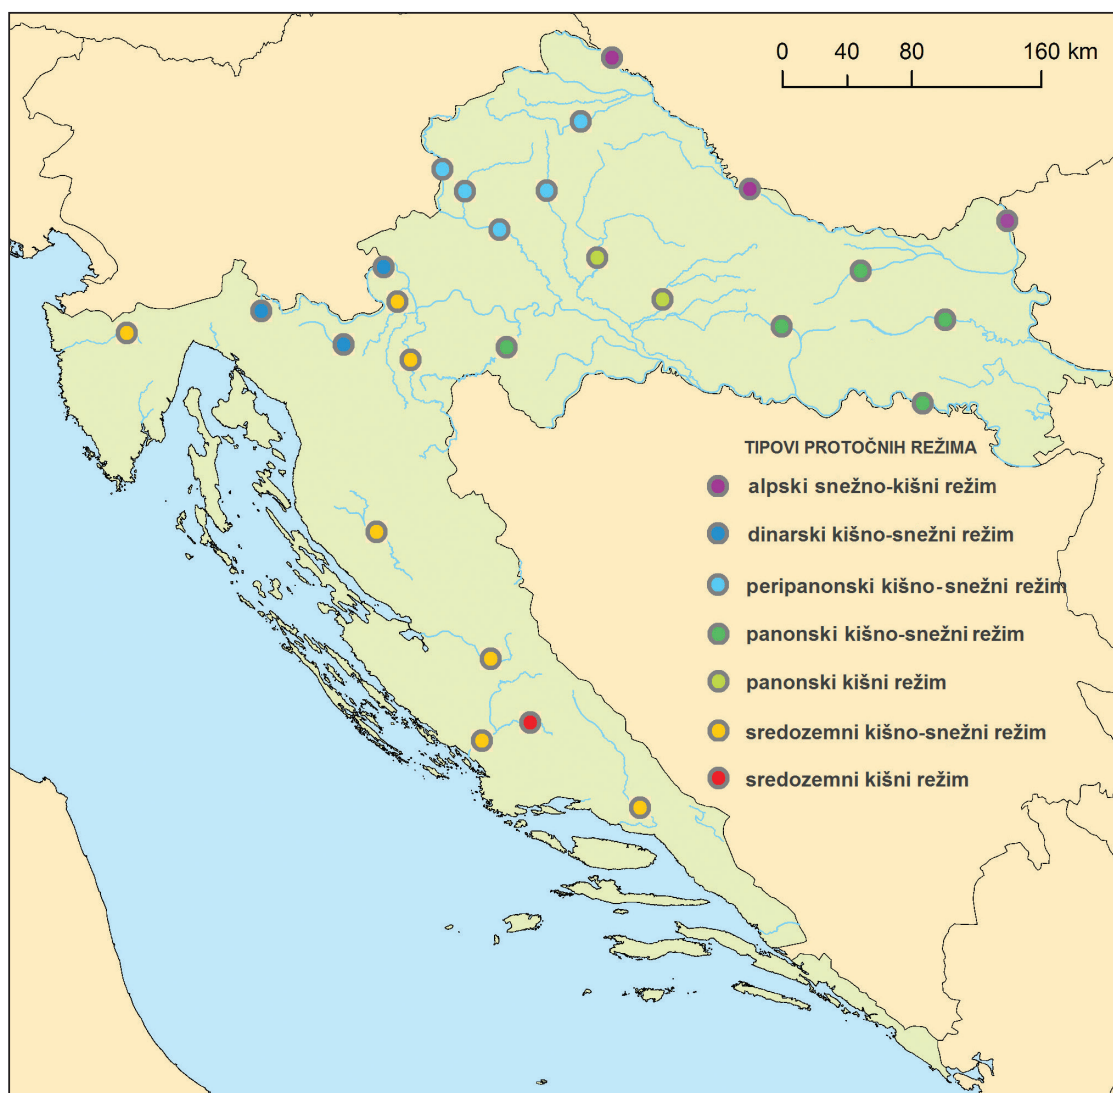 0 40 80 160 km
TIPOVI PROTOČNIH REŽIMA
alpski snežno-kišni režim
dinarski kišno-snežni režim
peripanonski kišno-snežni režim
panonski kišno-snežni režim
panonski kišni režim
sredozemni kišno-snežni režim
sredozemni kišni režim